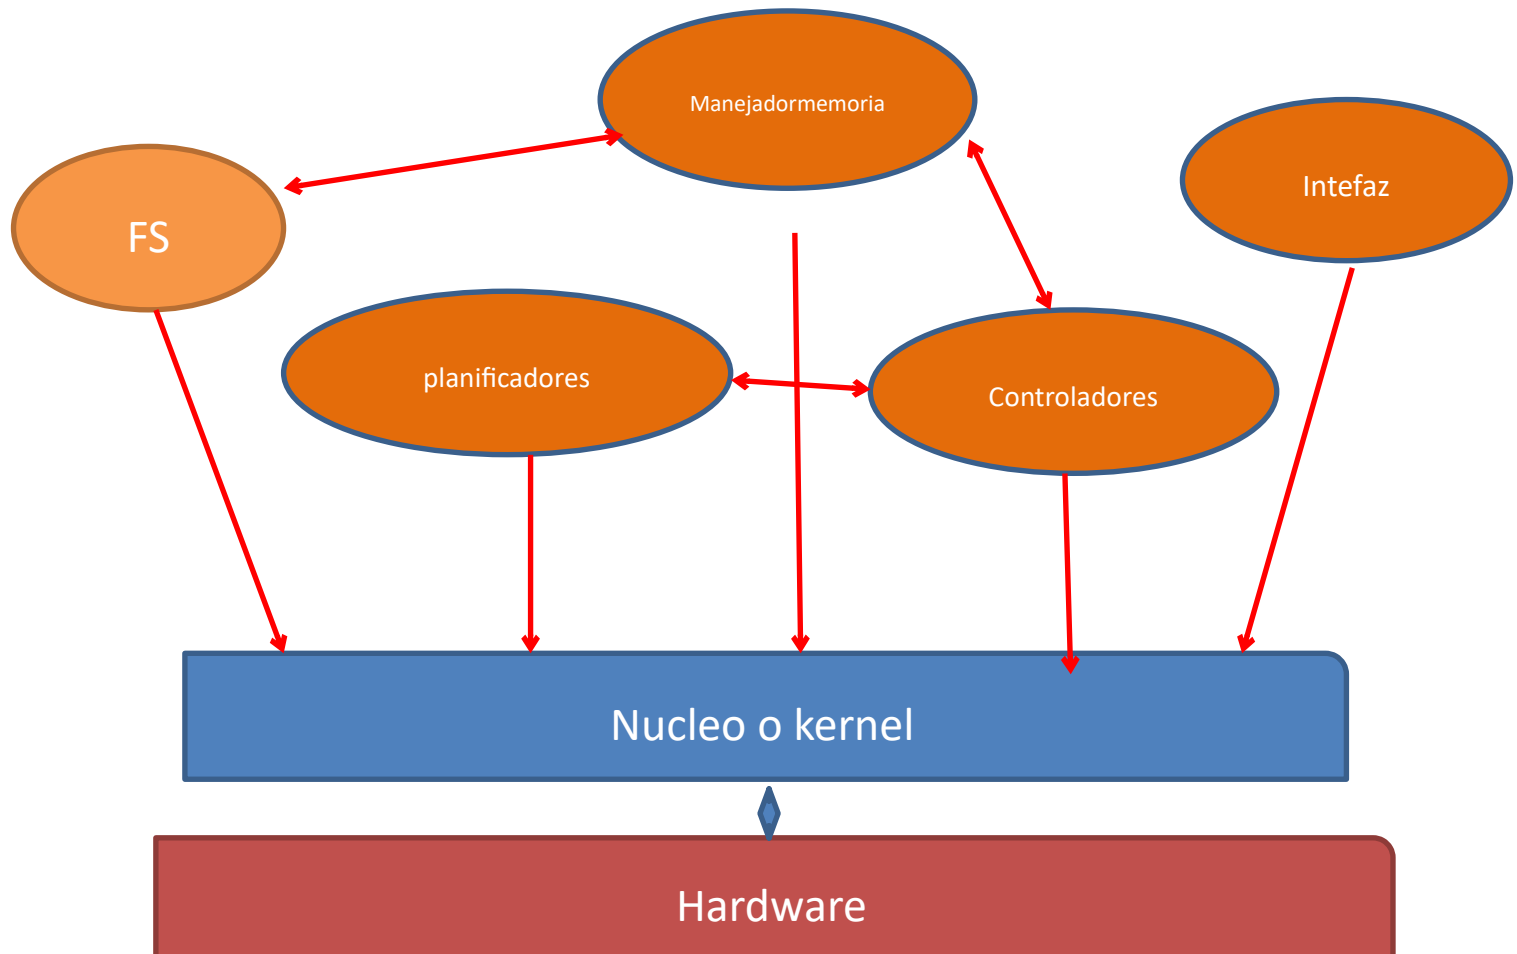 Manejadormemoria
Intefaz
FS
planificadores
Controladores
Nucleo o kernel
Hardware